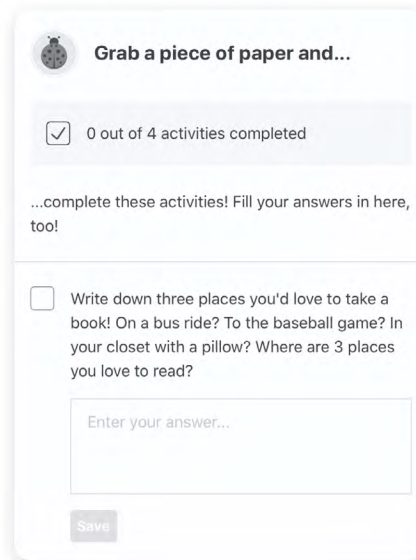 Grab a piece of paper and...
0 out of 4 activities completed
...complete these activities! Fill your answers in here,
too!
Write down three places you'd love to take a
book! On a bus ride? To the baseball game? In
your closet with a pillow? Where are 3 places
you love to read?
Enter your answer...
Save